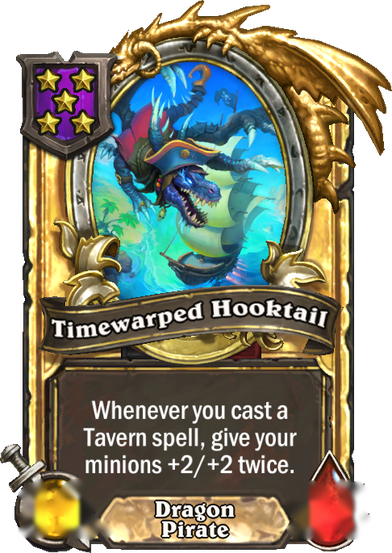 Timewarped Hooktail
Whenever you cast a
Tavern spell, give your
minions +2/+2 twice.
Dragon
Pirate